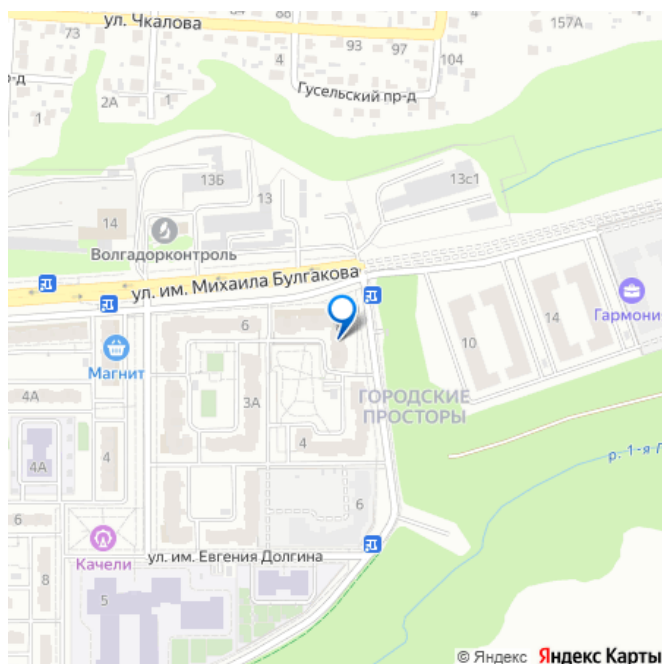 ул. Чкалова
73
93
97
157А
4
104
13
Гусельский пр-д
р-д
2А
1
1
13Б
13с1
13
14
Волгадорконтроль
ул. им. Михаила Булгакова
Гармония
6
14
10
Магнит
4А
3А
ГОРОДСКИЕ
ПРОСТОРЫ
4
4А
4
р. 1-я Г
6
6
Качели
ул. им. Евгения Долгина
8
5
© Яндекс Яндекс Карты